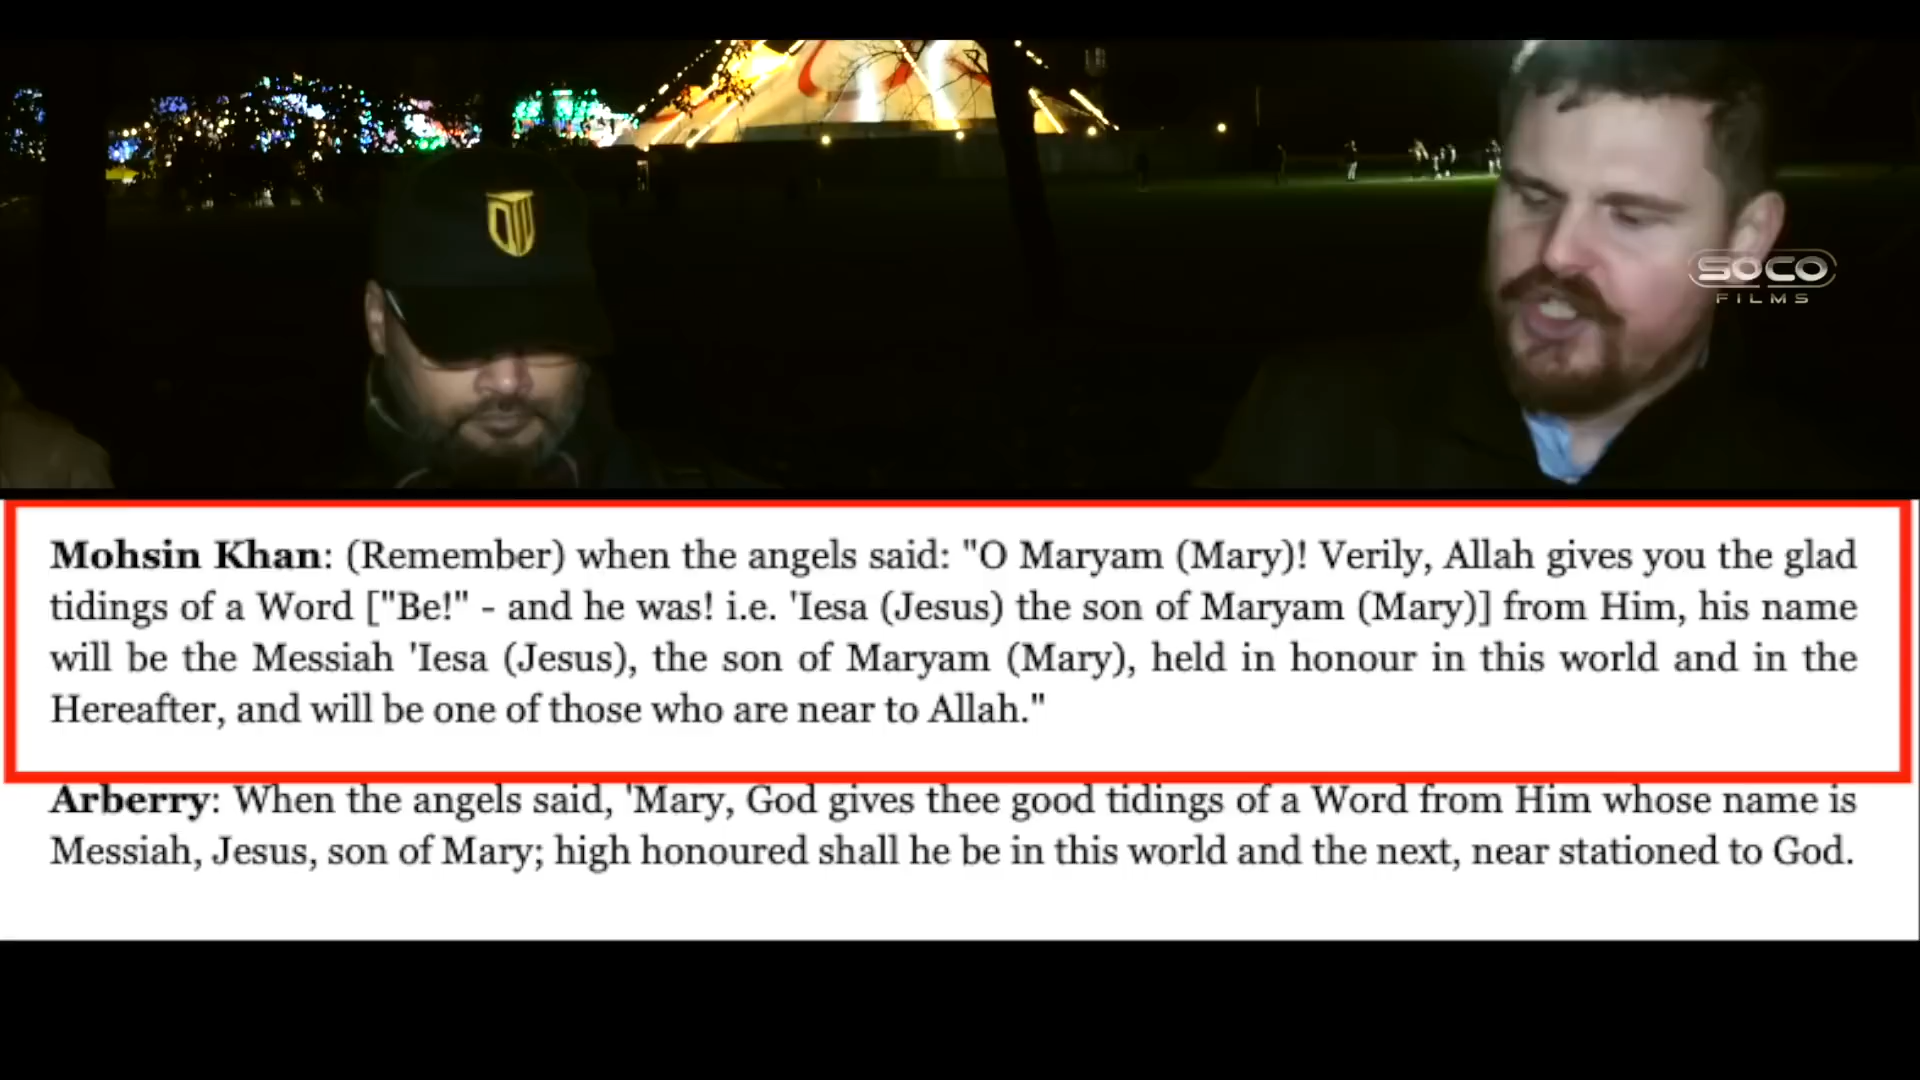 SOCO
FILMS
Mohsin Khan: (Remember) when the angels said: "O Maryam (Mary)! Verily, Allah gives you the glad
tidings of a Word ["Be!" - and he was! i.e. 'Iesa (Jesus) the son of Maryam (Mary)] from Him, his name
will be the Messiah 'Iesa (Jesus), the son of Maryam (Mary), held in honour in this world and in the
Hereafter, and will be one of those who are near to Allah."
Arberry: When the angels said, 'Mary, God gives thee good tidings of a Word from Him whose name is
Messiah, Jesus, son of Mary; high honoured shall he be in this world and the next, near stationed to God.